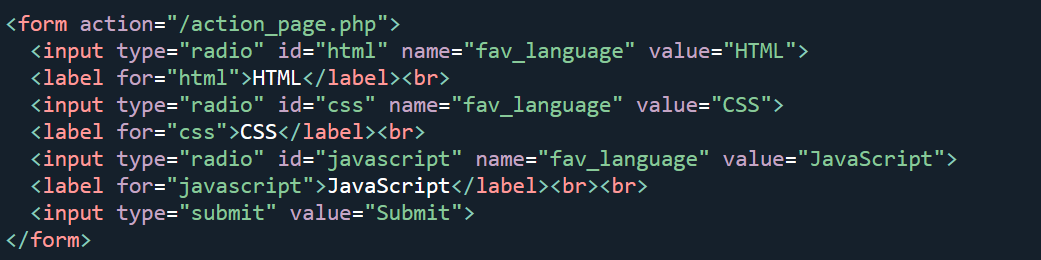 <form action="/action_page.php">
<input type="radio" id="html" name="fav_language" value="HTML">
<label for="html">HTML</label><br>
<input type="radio" id="css" name="fav_language" value="CSS">
<label for="css">CSS</label><br>
<input type="radio" id="javascript" name="fav_language" value="JavaScript">
<label for="javascript">JavaScript</label><br><br>
<input type="submit" value="Submit">
</form>